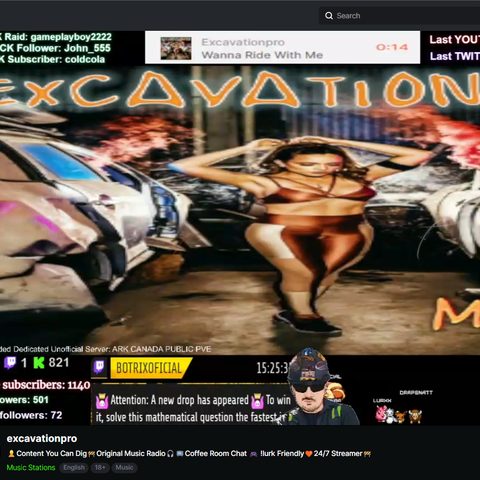 Search
K Raid: gameplayboy2222
CK Follower: John_555
K Subscriber: coldcola
Excavationpro
Wanna Ride With Me
0:14
Last YOUT
Last TWIT
EXCAVATION
M
ded Dedicated Unofficial Server: ARK CANADA PUBLIC PVE
1 K 821
BOTRIXOFICIAL
15:25:3
subscribers: 1140
owers: 501
followers: 72
Attention: A new drop has appeared To win
it, solve this mathematical question the fastest
LURKK
DRAPSNATT
excavationpro
Content You Can Dig Original Music Radio Coffee Room Chat !lurk Friendly 24/7 Streamer
Music Stations English 18+ Music